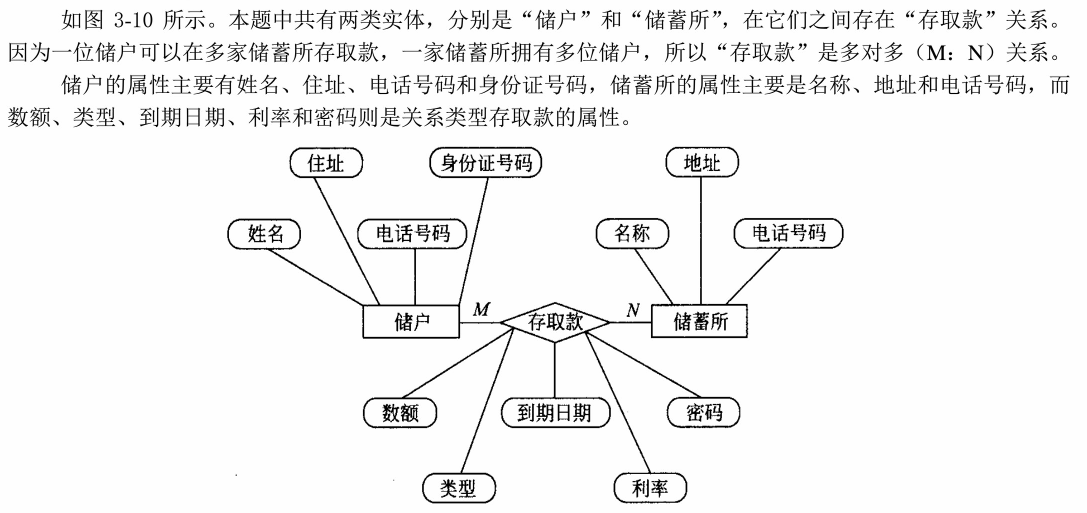 如图 3-10 所示。本题中共有两类实体，分别是“储户”和“储蓄所”，在它们之间存在“存取款”关系。
因为一位储户可以在多家储蓄所存取款，一家储蓄所拥有多位储户，所以“存取款”是多对多（M：N）关系。
储户的属性主要有姓名、住址、电话号码和身份证号码，储蓄所的属性主要是名称、地址和电话号码，而
数额、类型、到期日期、利率和密码则是关系类型存取款的属性。
住址 身份证号码 地址
姓名 电话号码 名称 电话号码
储户 M 存取款 N 储蓄所
数额 到期日期 密码
类型 利率